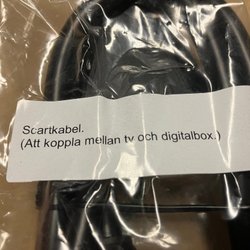 Scartkabel.
(Att koppla mellan tv och digitalbox.)